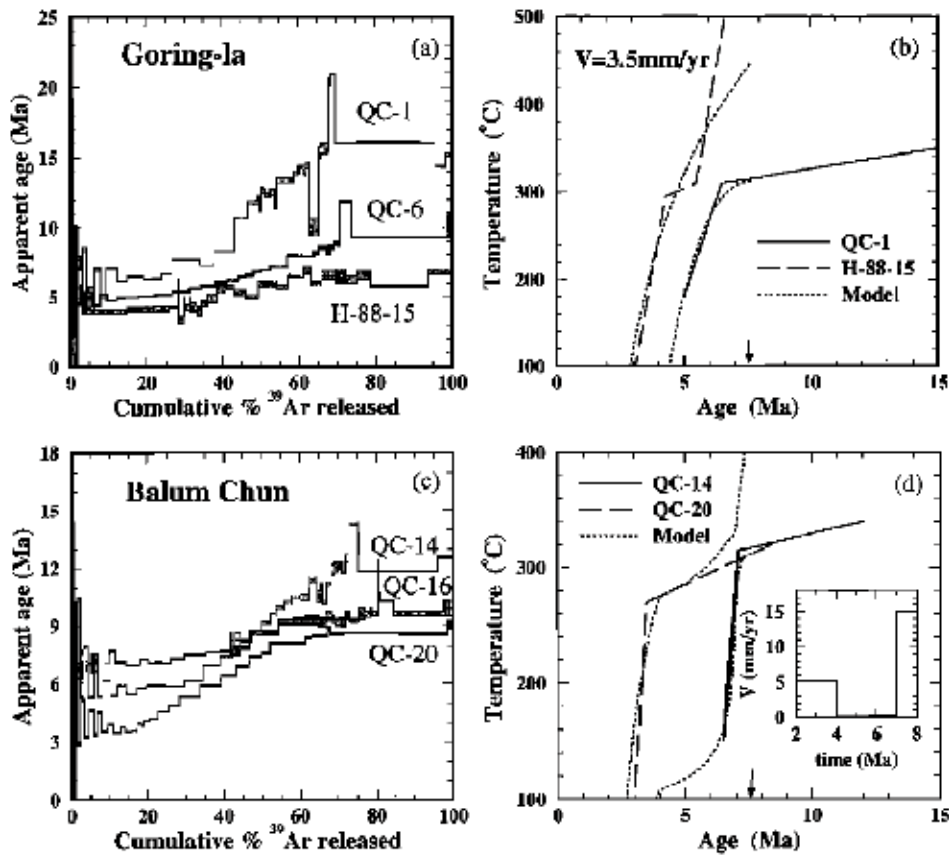 25
20
15
10
5
0
Apparent age (Ma)
Goring-la
(a)
QC-1
QC-6
H-88-15
0 20 40 60 80 100
Cumulative % ³⁹Ar released
500
400
300
200
100
Temperature (°C)
V=3.5mm/yr
(b)
QC-1
H-88-15
Model
0 5 10 15
Age (Ma)
18
15
12
9
6
3
0
Apparent age (Ma)
Balum Chun
(c)
QC-14
QC-16
QC-20
0 20 40 60 80 100
Cumulative % ³⁹Ar released
400
300
200
100
Temperature (°C)
QC-14
QC-20
Model
(d)
15
10
5
0
V (mm/yr)
2 4 6 8
time (Ma)
0 5 10 15
Age (Ma)